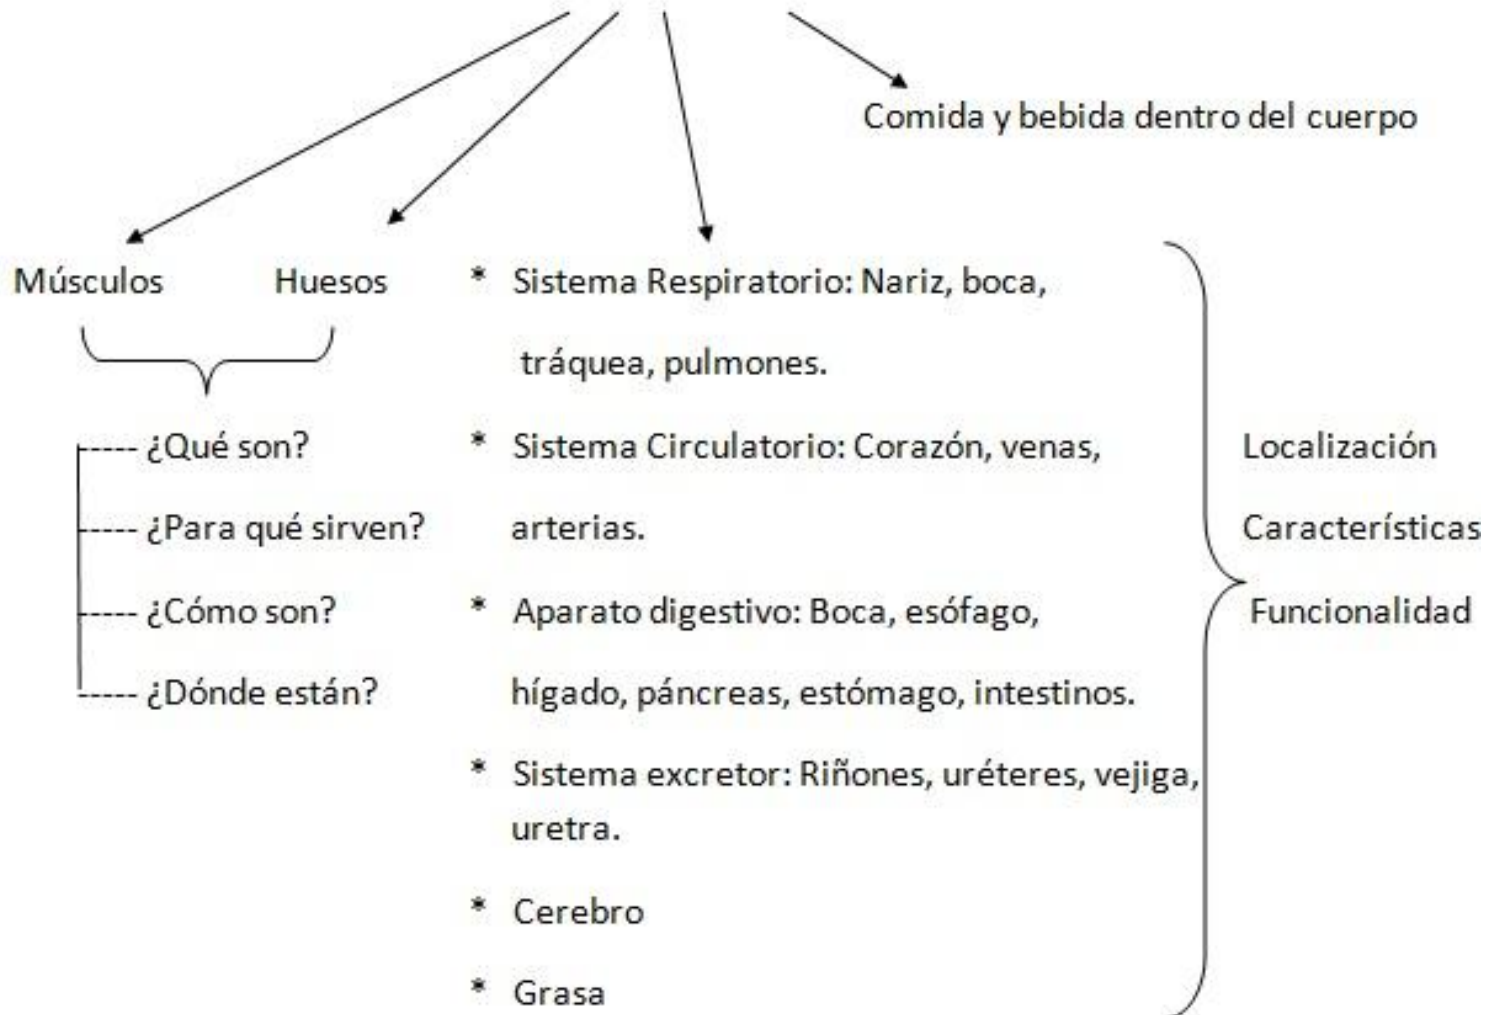 Comida y bebida dentro del cuerpo
Músculos
Huesos
¿Qué son?
¿Para qué sirven?
¿Cómo son?
¿Dónde están?
* Sistema Respiratorio: Nariz, boca,
tráquea, pulmones.
* Sistema Circulatorio: Corazón, venas,
arterias.
* Aparato digestivo: Boca, esófago,
hígado, páncreas, estómago, intestinos.
* Sistema excretor: Riñones, uréteres, vejiga,
uretra.
* Cerebro
* Grasa
Localización
Características
Funcionalidad